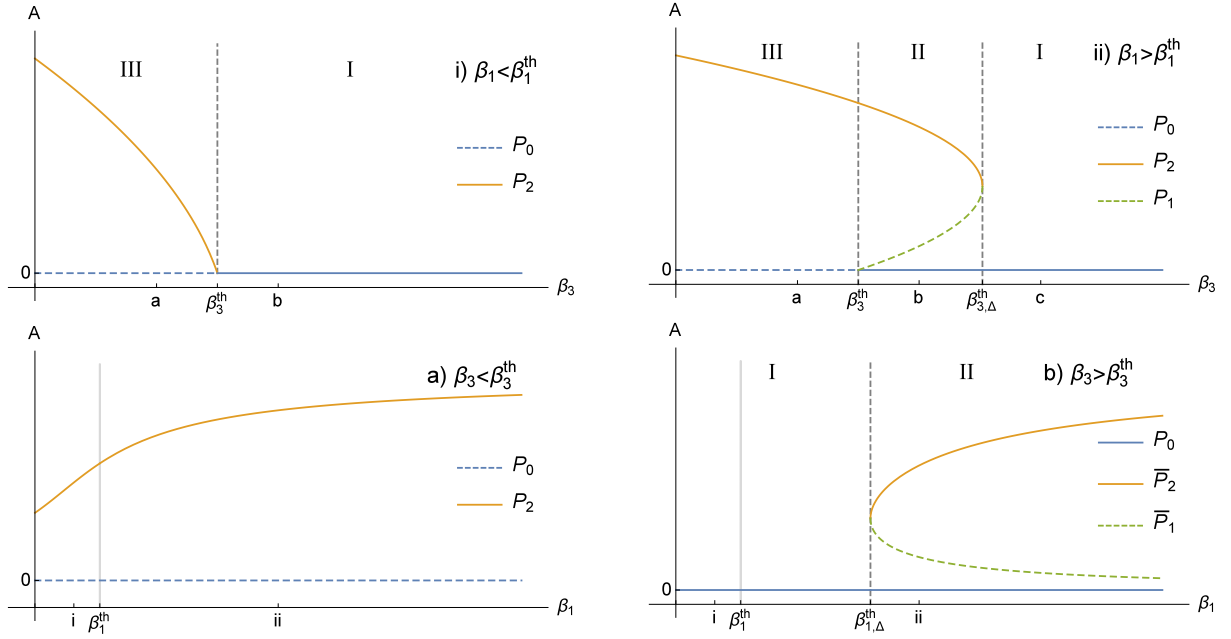 A
III
I
i) β₁<β₁ᵗʰ
P₀
P₂
0
a
β₃ᵗʰ
b
β₃
A
III
II
I
ii) β₁>β₁ᵗʰ
P₀
P₂
P₁
0
a
β₃ᵗʰ
b
β₃,Δᵗʰ
c
β₃
A
a) β₃<β₃ᵗʰ
P₀
P₂
0
i
β₁ᵗʰ
ii
β₁
A
I
II
b) β₃>β₃ᵗʰ
P₀
P̅₂
P̅₁
0
i
β₁ᵗʰ
β₁,Δᵗʰ
ii
β₁